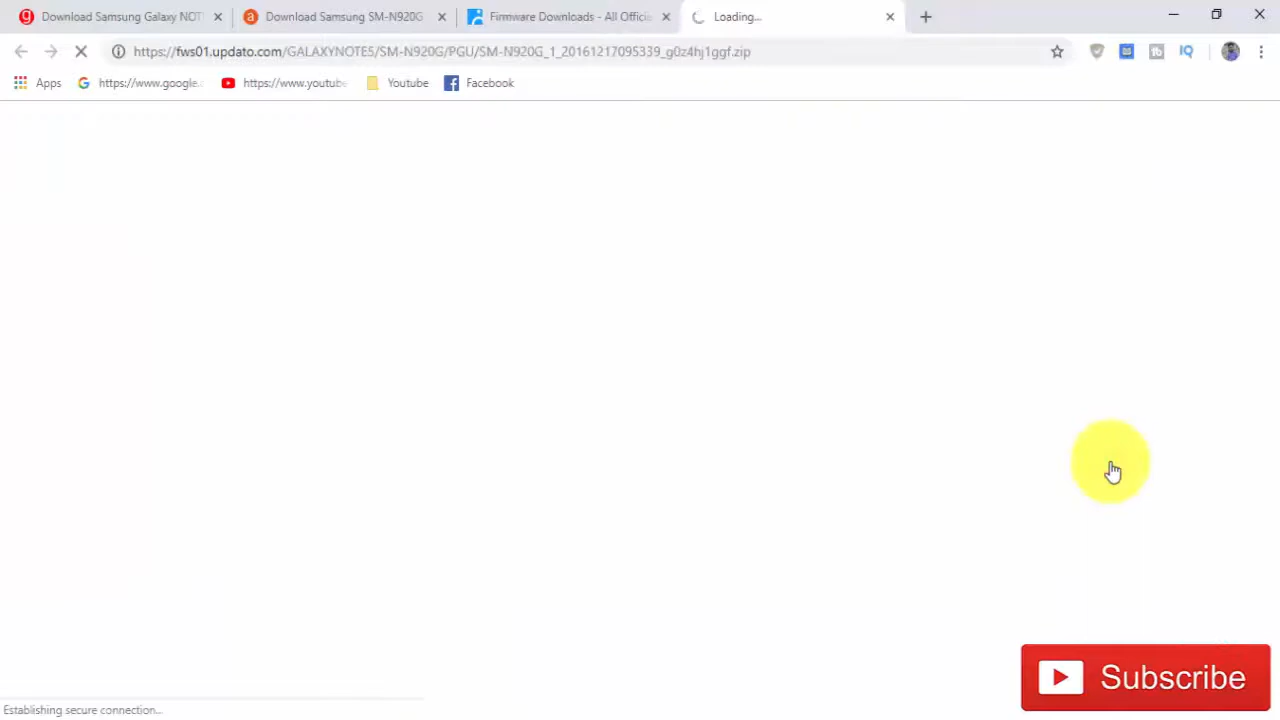 Download Samsung Galaxy NOT
Download Samsung SM-N920G
Firmware Downloads - All Officia
Loading...
https://fws01.updato.com/GALAXYNOTE5/SM-N920G/PGU/SM-N920G_1_20161217095339_g0z4hj1ggf.zip
Apps
https://www.google.c
https://www.youtube
Youtube
Facebook
Subscribe
Establishing secure connection...